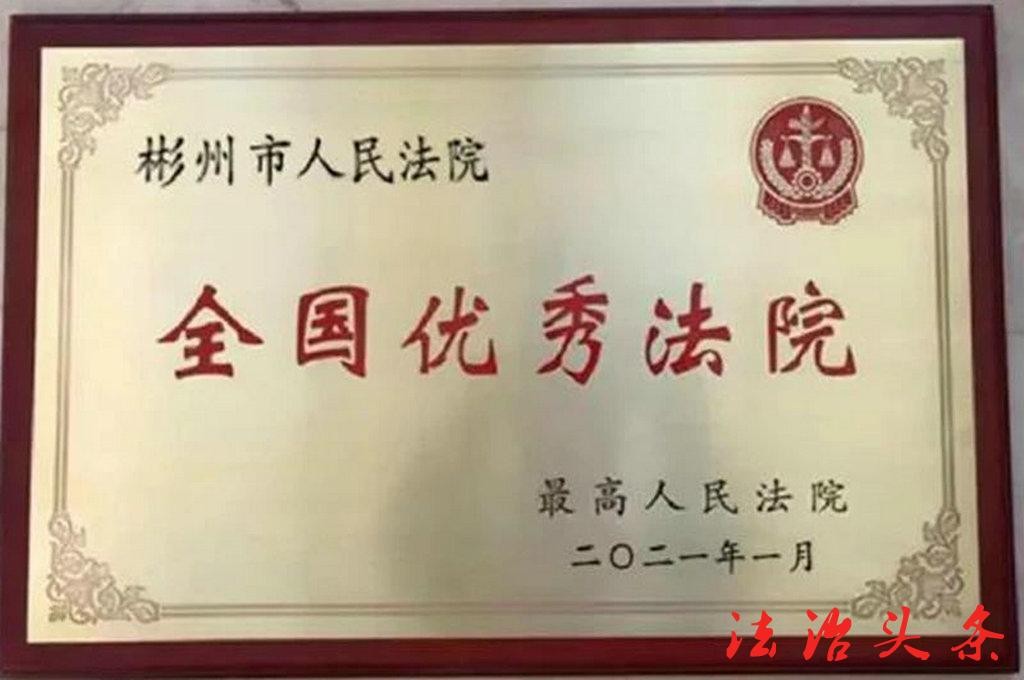 彬州市人民法院
全国优秀法院
最高人民法院
二〇二一年一月
法治头条